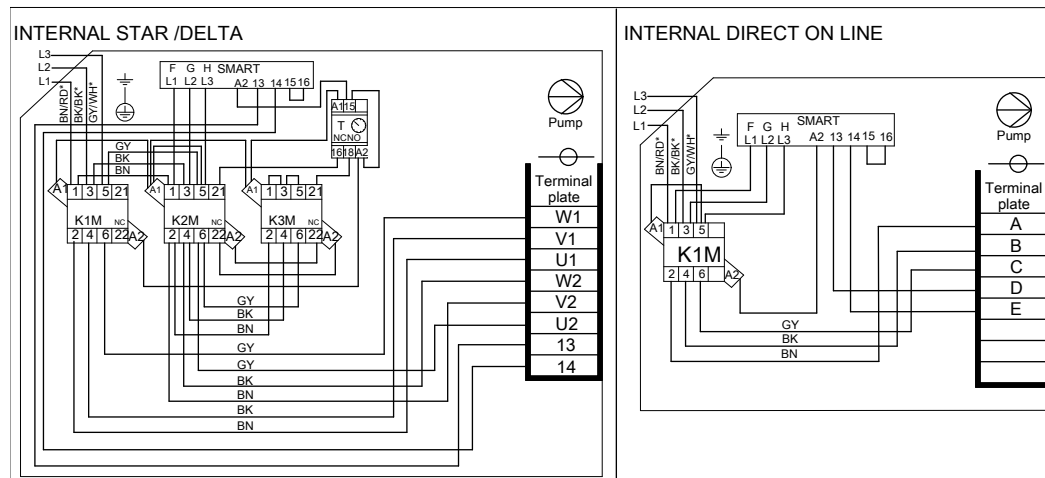 INTERNAL STAR /DELTA
L3
L2
L1
BN/RD*
BK/BK*
GY/WH*
F G H SMART
L1 L2 L3 A2 13 14 15 16
A1 15
T
NC NO
16 18 A2
GY
BK
BN
A1 1 3 5 21
A1 1 3 5 21
A1 1 3 5 21
K1M NC
K2M NC
K3M
2 4 6 22 A2
2 4 6 22 A2
2 4 6 22 A2
GY
BK
BN
GY
GY
BK
BN
BK
BN
Pump
Terminal
plate
W1
V1
U1
W2
V2
U2
13
14
INTERNAL DIRECT ON LINE
L3
L2
L1
BN/RD*
BK/BK*
GY/WH*
F G H SMART
L1 L2 L3 A2 13 14 15 16
A1 1 3 5
K1M
2 4 6 A2
GY
BK
BN
Pump
Terminal
plate
A
B
C
D
E